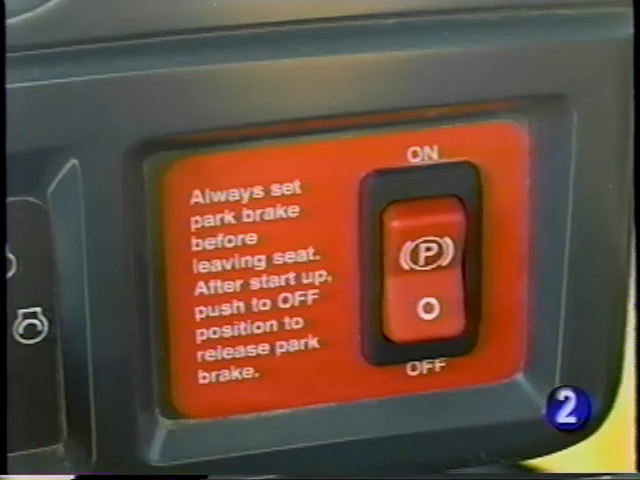 Always set
park brake
before
leaving seat.
After start up,
push to OFF
position to
release park
brake.
ON
P
O
OFF
2